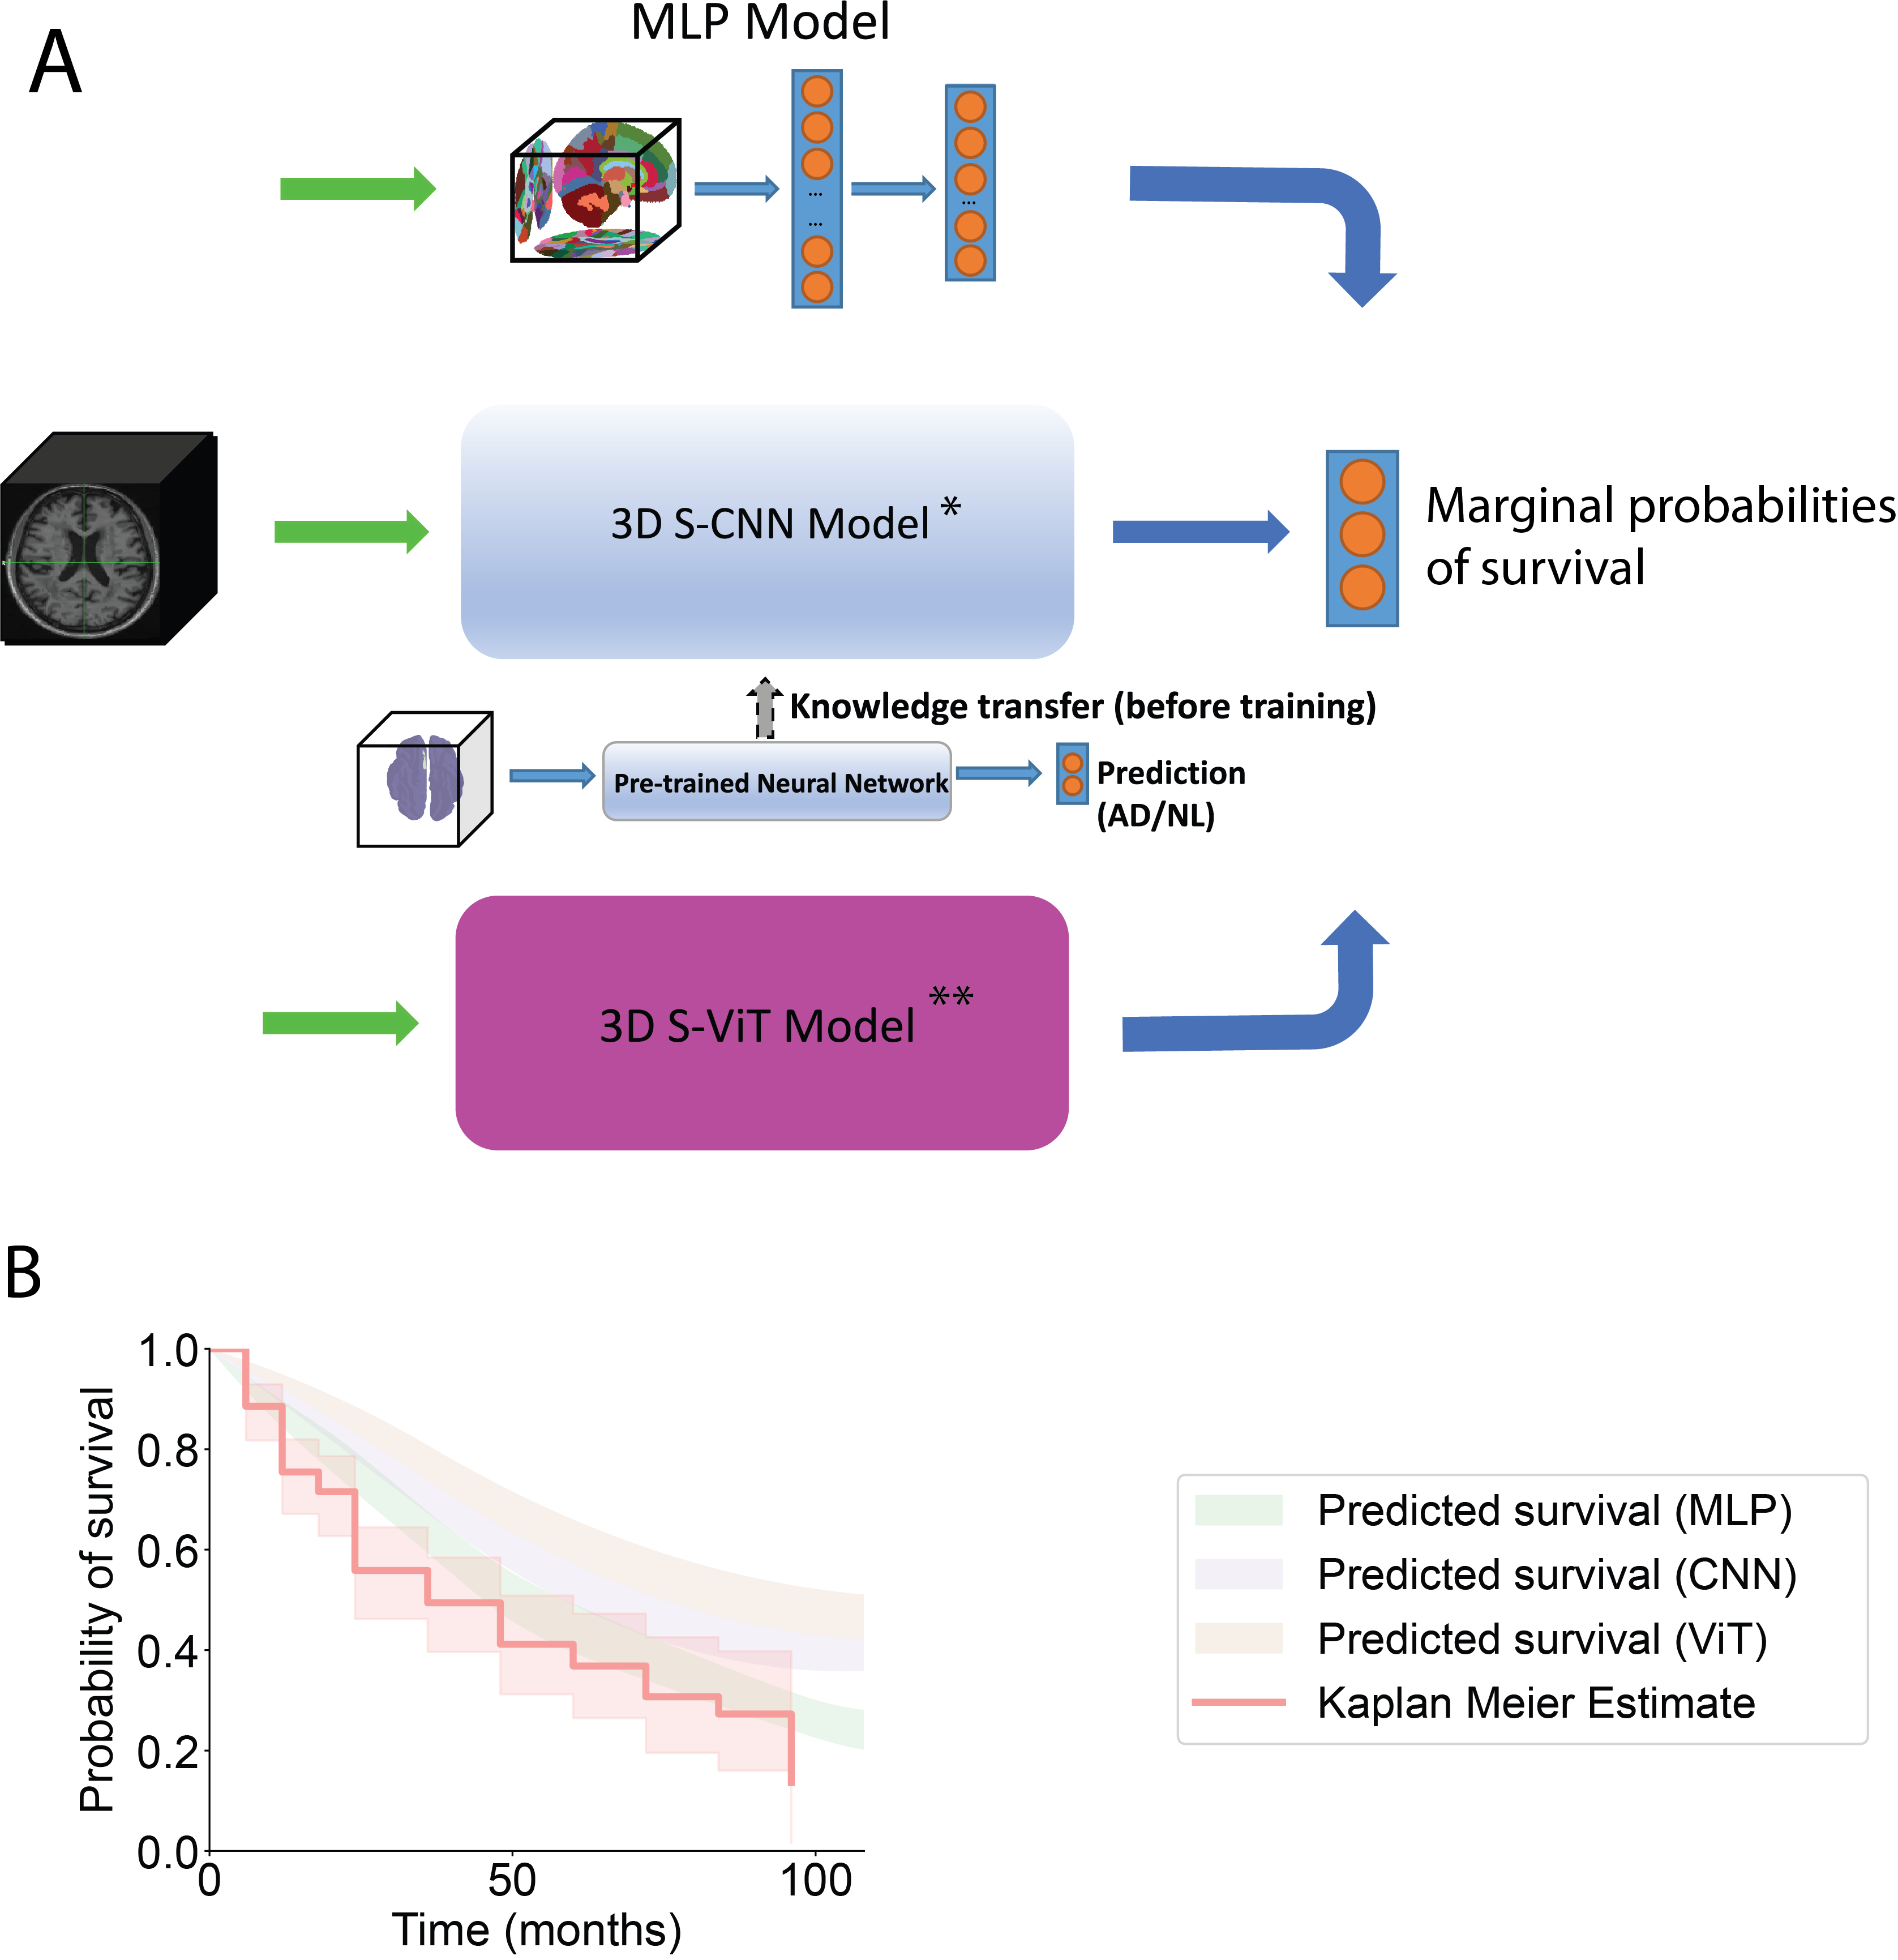 A
MLP Model
...
...
...
3D S-CNN Model *
Marginal probabilities
of survival
Knowledge transfer (before training)
Pre-trained Neural Network
Prediction
(AD/NL)
3D S-ViT Model **
B
Probability of survival
1.0
0.8
0.6
0.4
0.2
0.0
0
50
100
Time (months)
Predicted survival (MLP)
Predicted survival (CNN)
Predicted survival (ViT)
Kaplan Meier Estimate